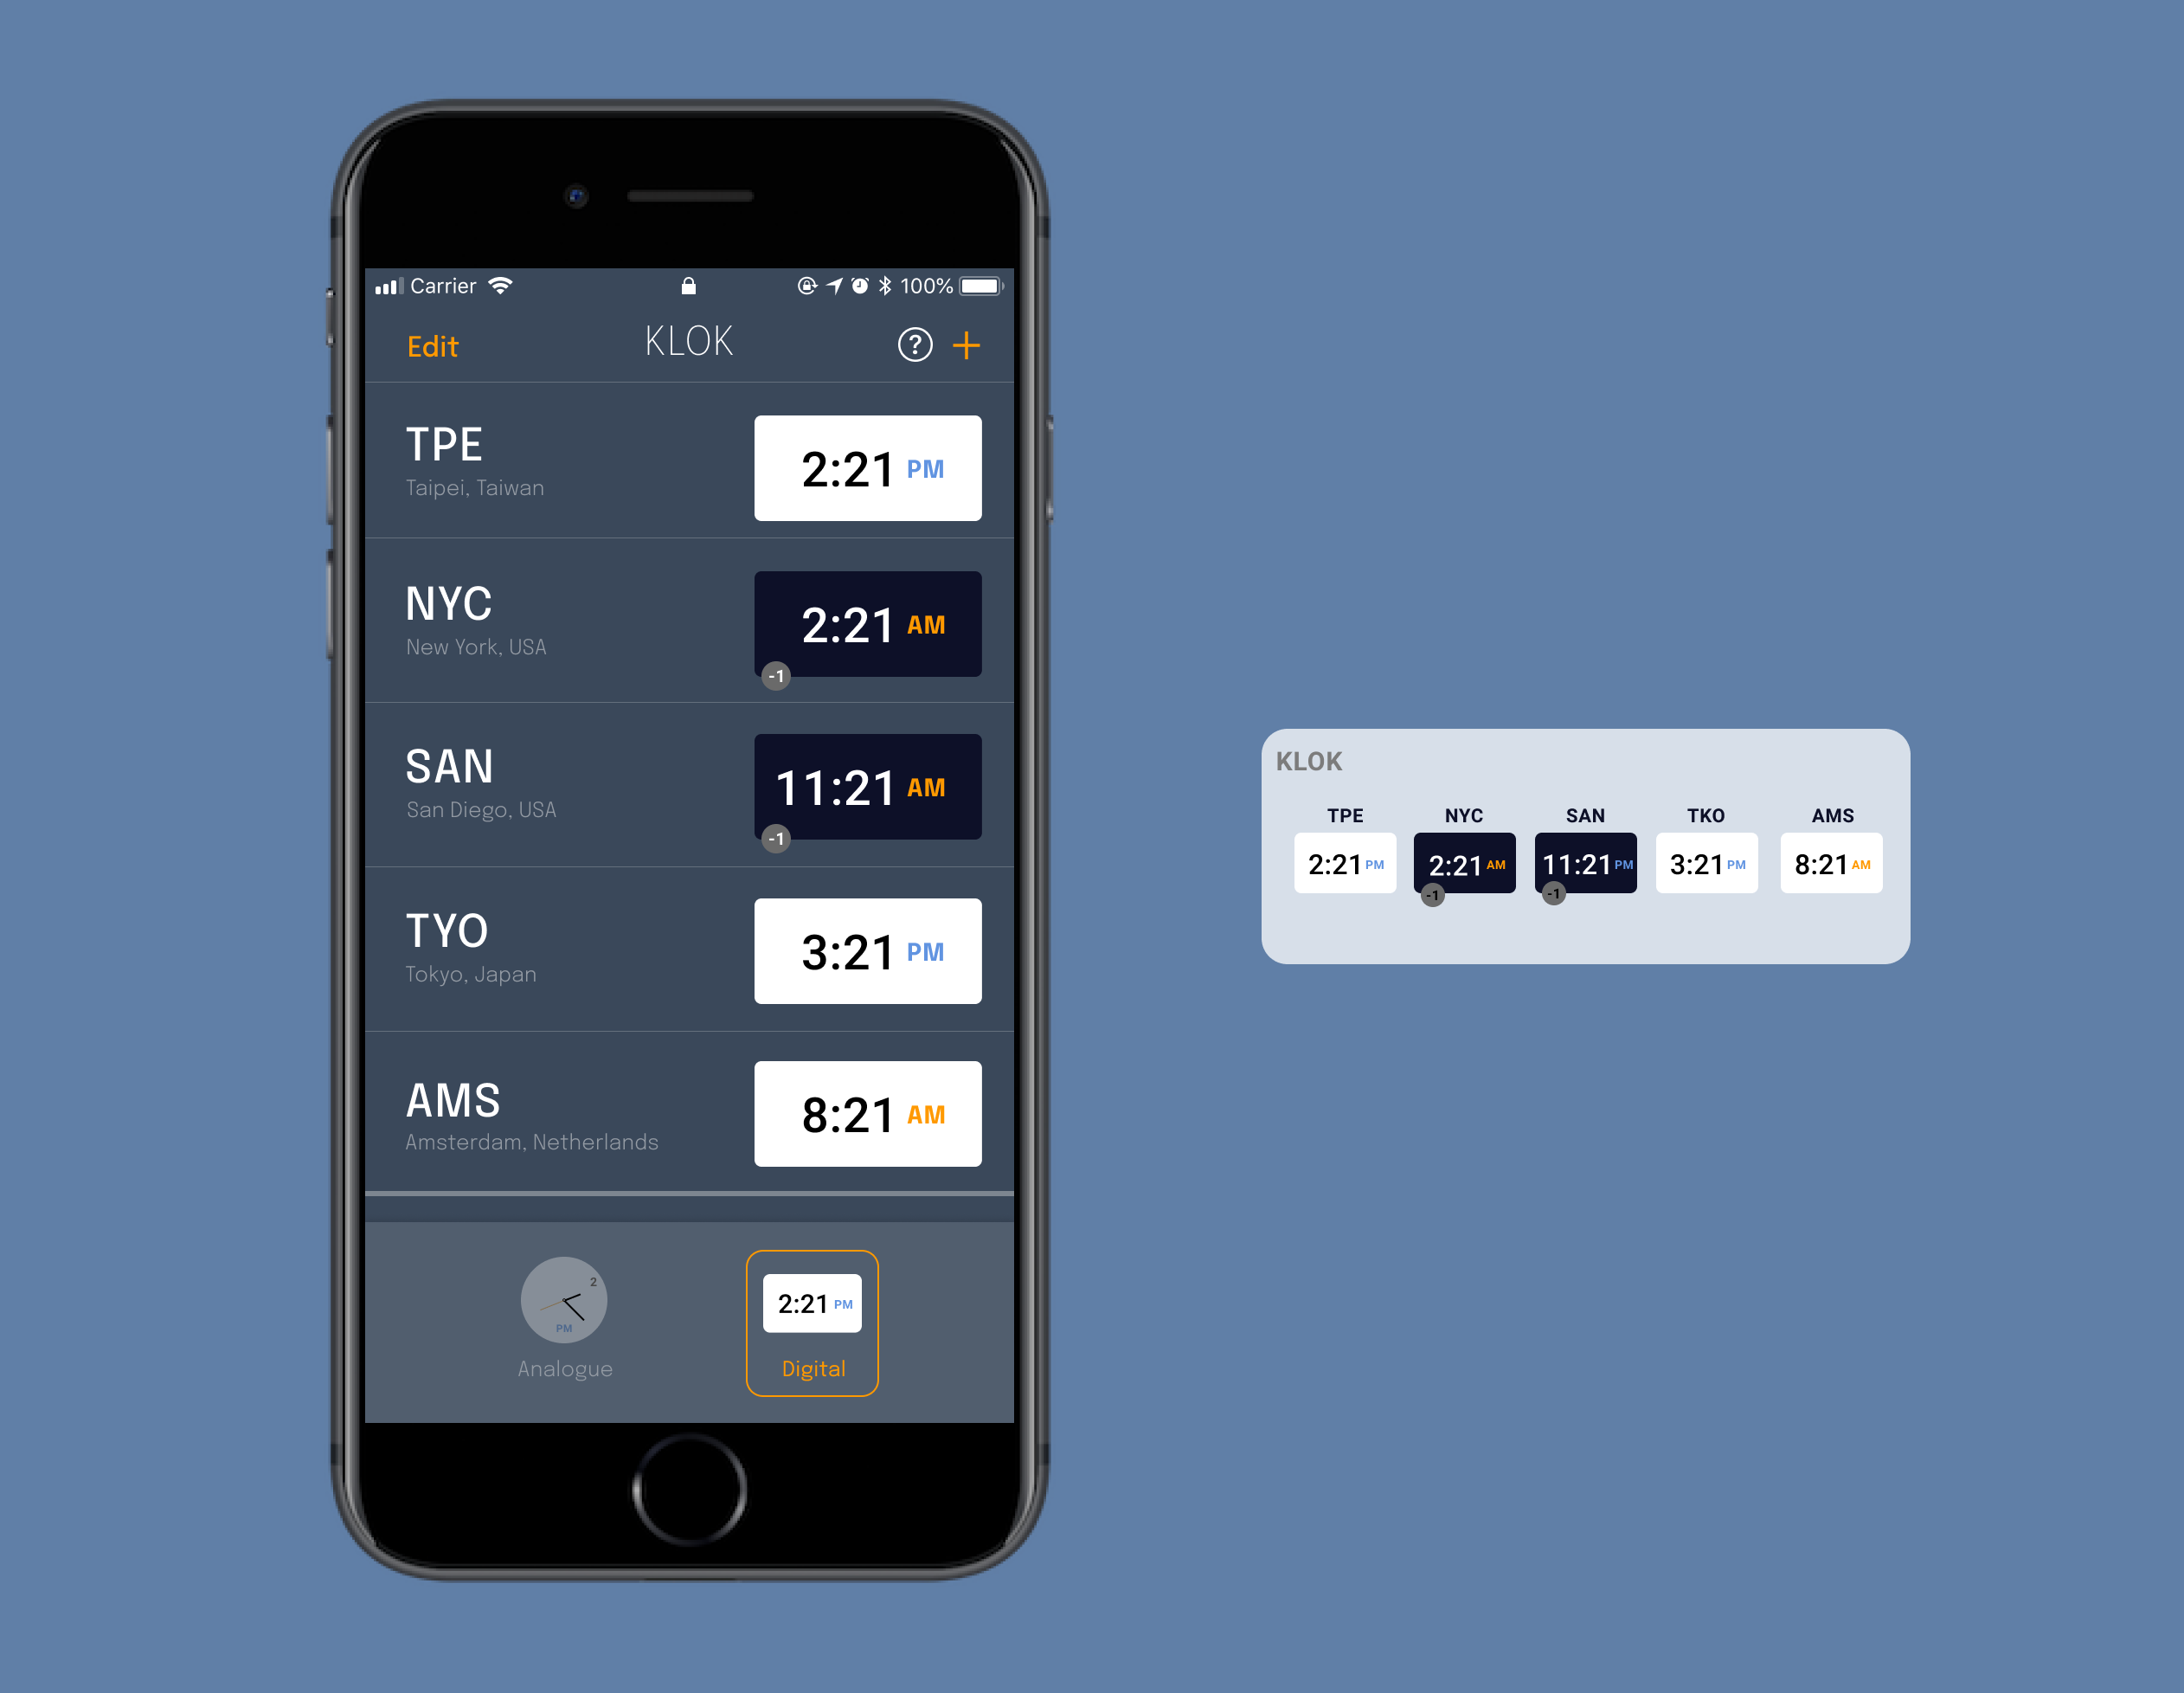 Carrier 100%
Edit KLOK ? +
TPE
Taipei, Taiwan
2:21 PM
NYC
New York, USA
2:21 AM
-1
SAN
San Diego, USA
11:21 AM
-1
TYO
Tokyo, Japan
3:21 PM
AMS
Amsterdam, Netherlands
8:21 AM
2
PM
Analogue
2:21 PM
Digital
KLOK
TPE NYC SAN TKO AMS
2:21 PM 2:21 AM 11:21 PM 3:21 PM 8:21 AM
-1 -1